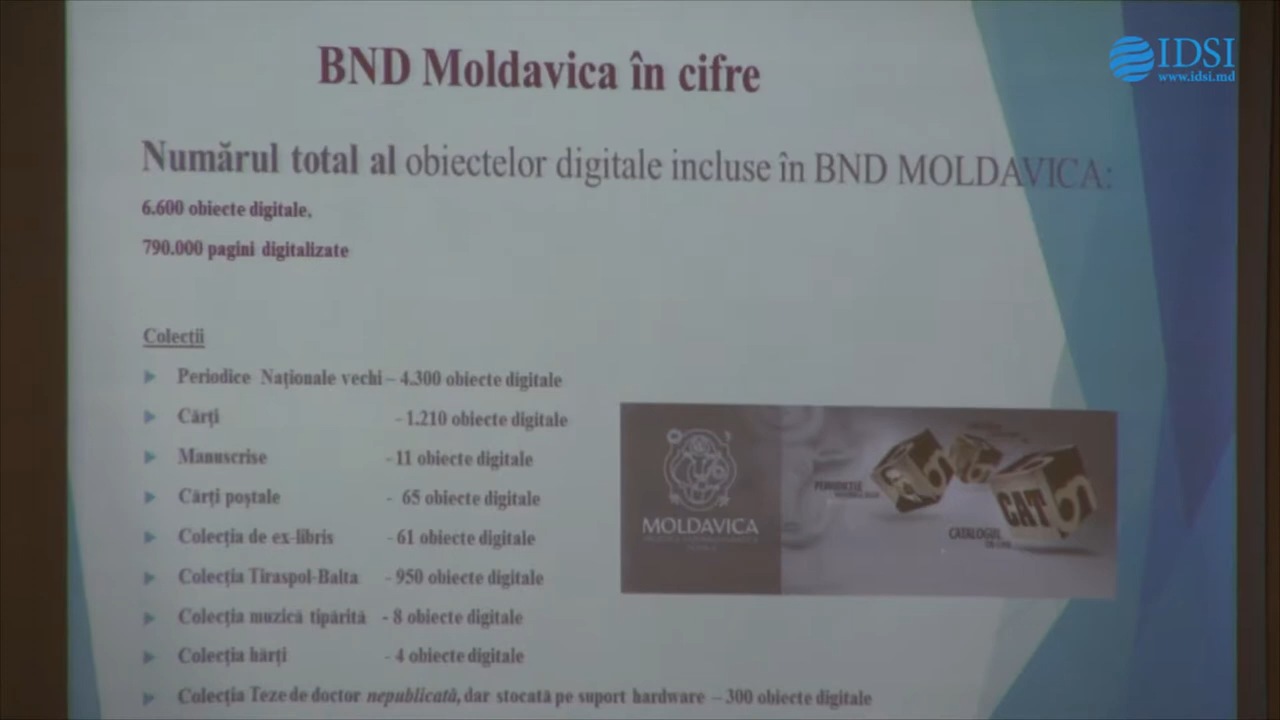 IDSI
www.idsi.md
BND Moldavica în cifre
Numărul total al obiectelor digitale incluse în BND MOLDAVICA:
6.600 obiecte digitale.
790.000 pagini digitalizate
Colecții
Periodice Naționale vechi – 4.300 obiecte digitale
Cărți - 1.210 obiecte digitale
Manuscrise - 11 obiecte digitale
Cărți poștale - 65 obiecte digitale
Colecția de ex-libris - 61 obiecte digitale
Colecția Tiraspol-Balta - 950 obiecte digitale
Colecția muzică tipărită - 8 obiecte digitale
Colecția hărți - 4 obiecte digitale
Colecția Teze de doctor nepublicată, dar stocată pe suport hardware – 300 obiecte digitale
MOLDAVICA
PERIODICELE
CAT
CATALOGUL
ON-LINE